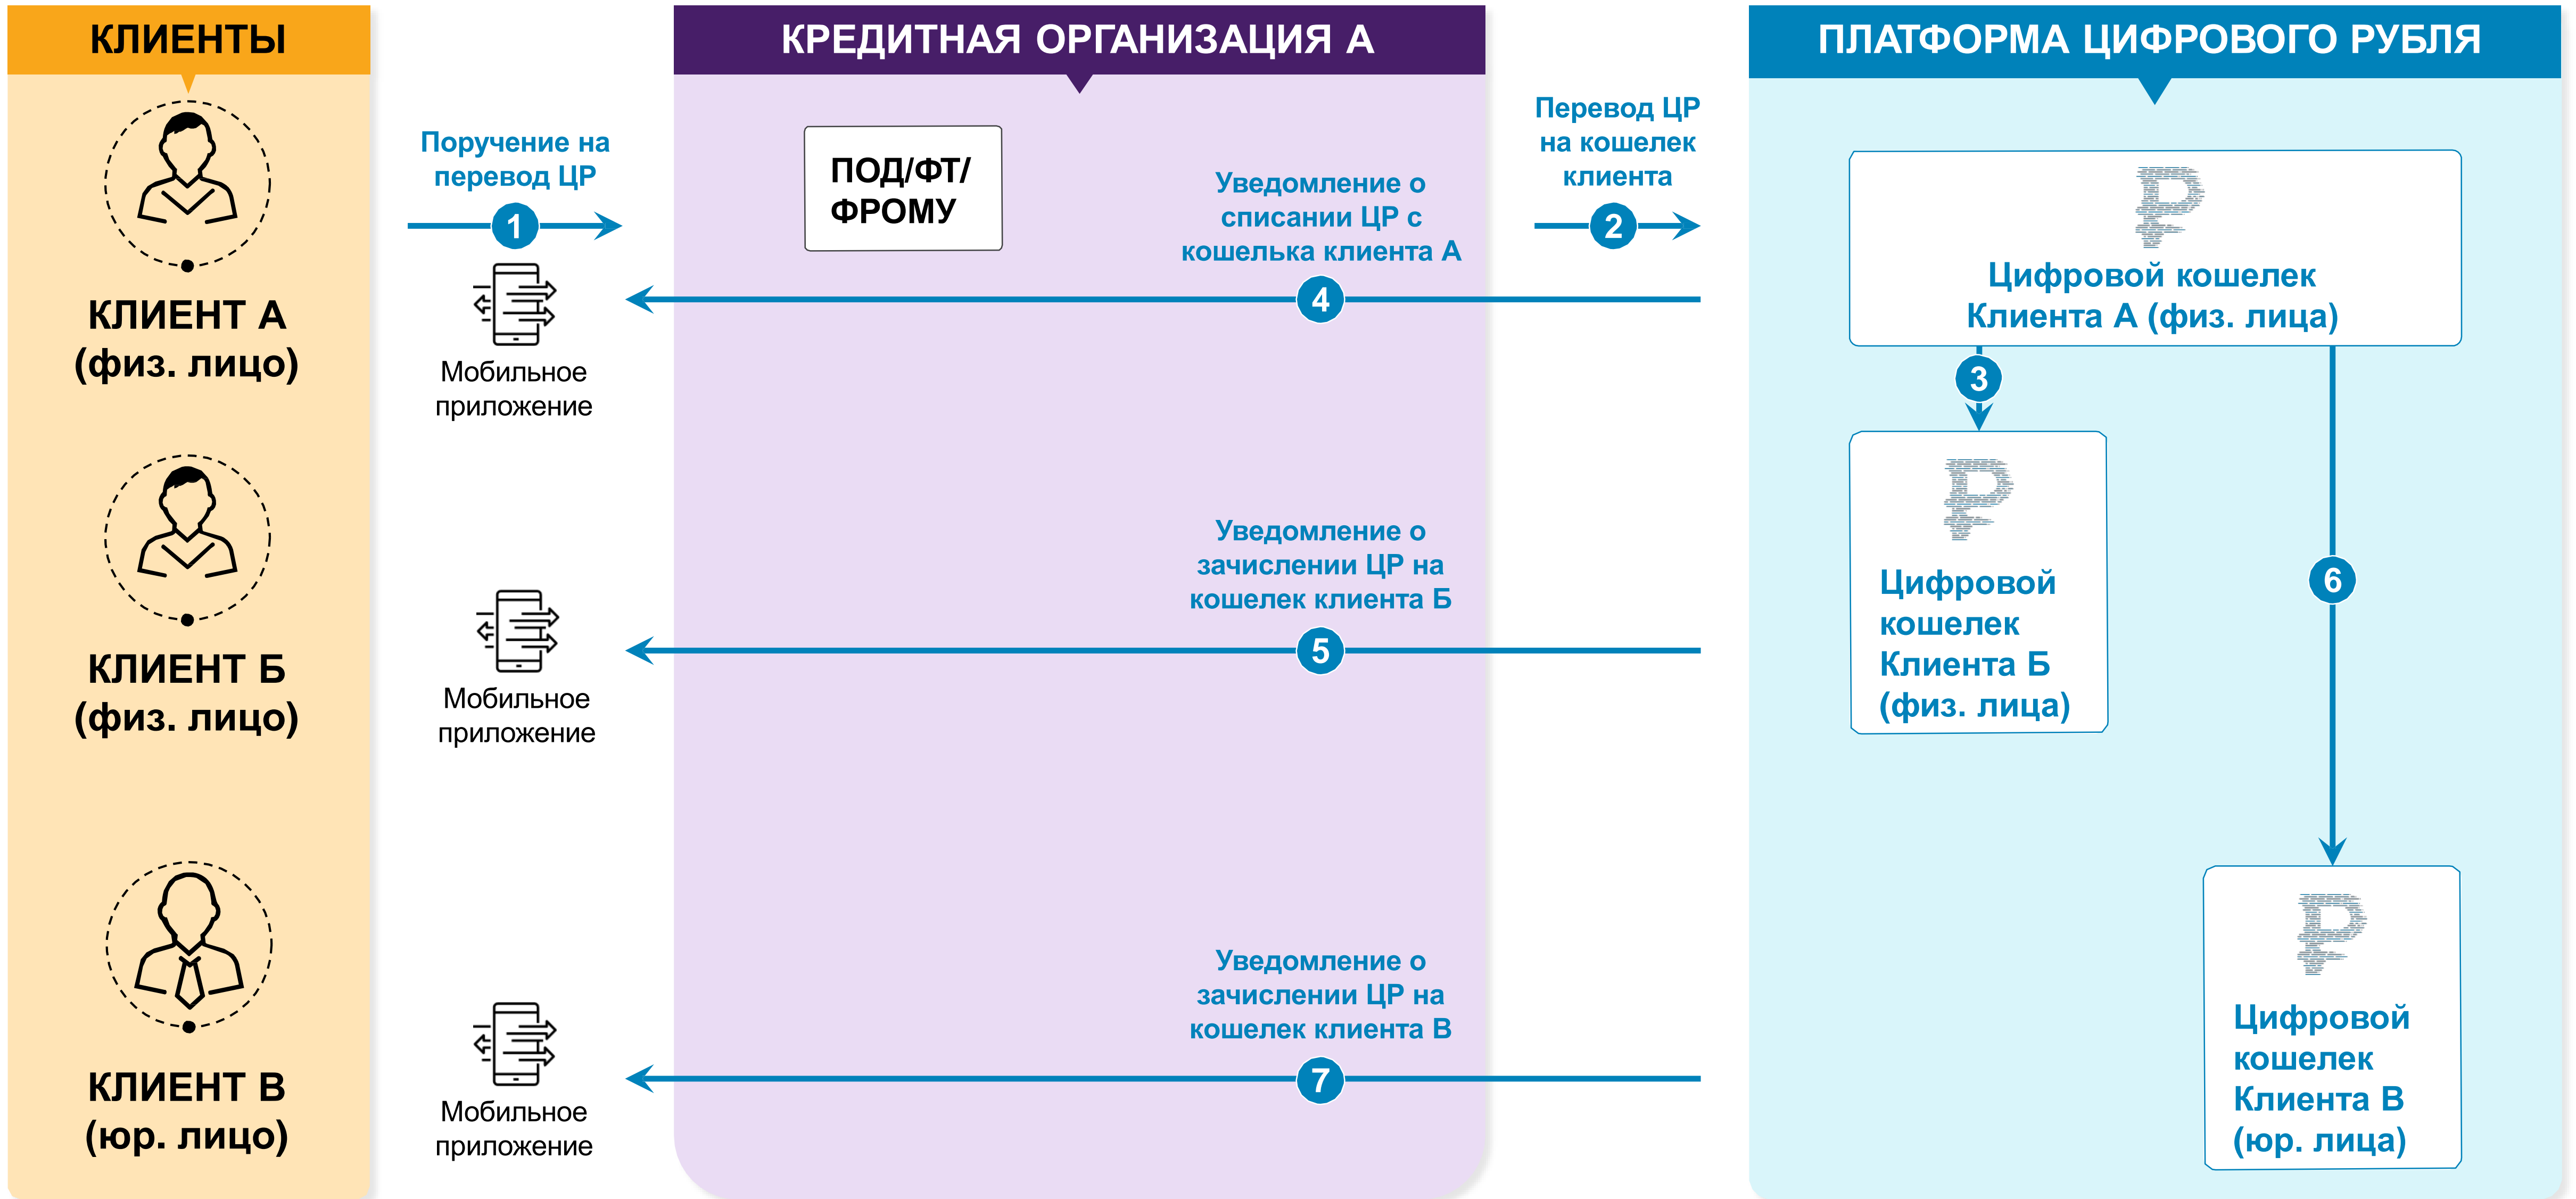 КЛИЕНТЫ
КЛИЕНТ А
(физ. лицо)
КЛИЕНТ Б
(физ. лицо)
КЛИЕНТ В
(юр. лицо)
Поручение на
перевод ЦР
1
Мобильное
приложение
Мобильное
приложение
Мобильное
приложение
КРЕДИТНАЯ ОРГАНИЗАЦИЯ А
ПОД/ФТ/
ФРОМУ
Уведомление о
списании ЦР с
кошелька клиента А
4
Уведомление о
зачислении ЦР на
кошелек клиента Б
5
Уведомление о
зачислении ЦР на
кошелек клиента В
7
Перевод ЦР
на кошелек
клиента
2
ПЛАТФОРМА ЦИФРОВОГО РУБЛЯ
Цифровой кошелек
Клиента А (физ. лица)
3
Цифровой
кошелек
Клиента Б
(физ. лица)
6
Цифровой
кошелек
Клиента В
(юр. лица)